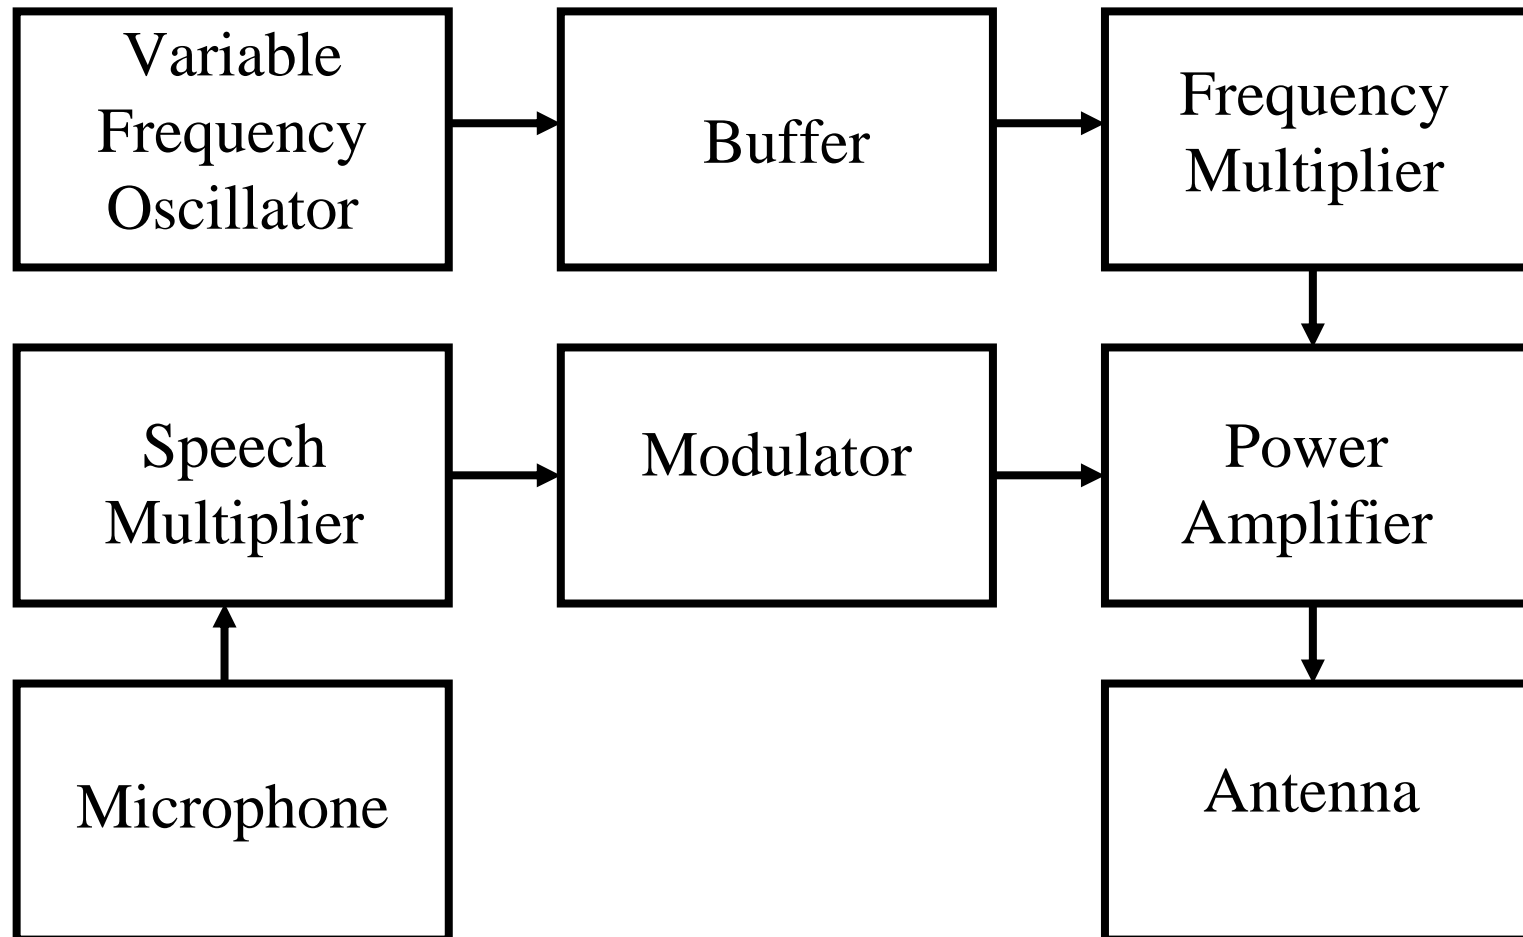 Variable
Frequency
Oscillator
Buffer
Frequency
Multiplier
Speech
Multiplier
Modulator
Power
Amplifier
Microphone
Antenna